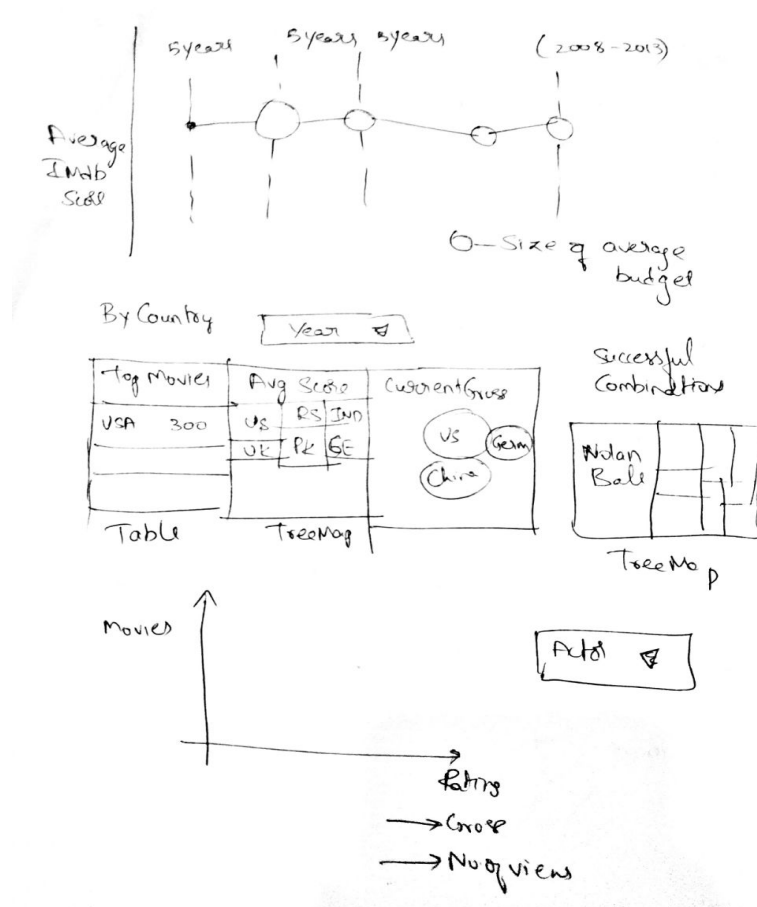 5years 5years 5years (2008-2013)
Average
IMdb
Score
Size of average
budget
By Country
Year
Top Movies
USA 300
Table
Avg Score
US RS IND
UK PK GE
TreeMap
Current Gross
US
Germ
China
Successful
Combinations
Nolan
Bale
TreeMap
Movies
Actor
Rating
Gross
No of views